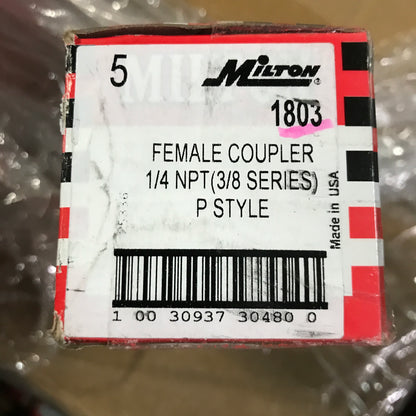 5 MILTON®
1803
FEMALE COUPLER
1/4 NPT(3/8 SERIES)
P STYLE
Made in USA
1 00 30937 30480 0